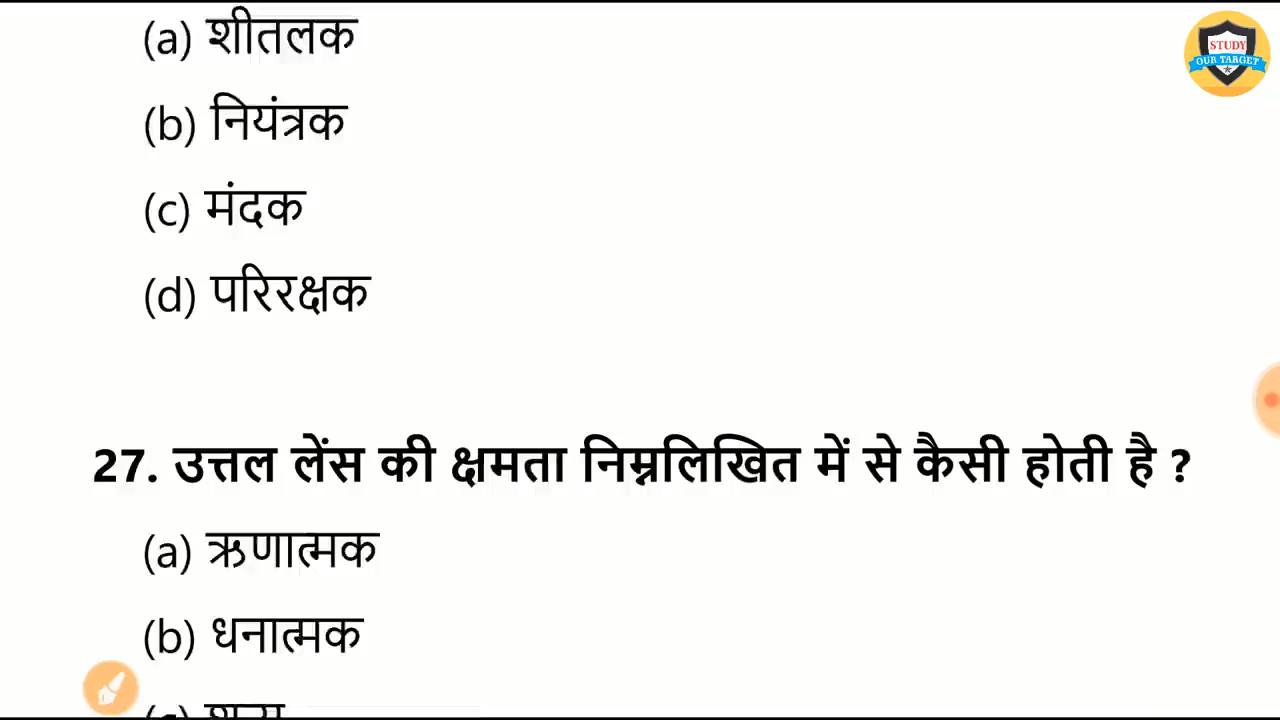 (a) शीतलक
STUDY
OUR TARGET
(b) नियंत्रक
(c) मंदक
(d) परिरक्षक
27. उत्तल लेंस की क्षमता निम्नलिखित में से कैसी होती है ?
(a) ऋणात्मक
(b) धनात्मक